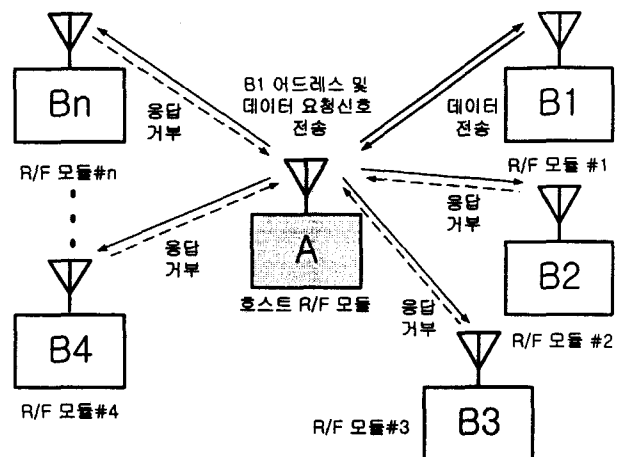 Bn
응답
거부
R/F 모듈#n
B1 어드레스 및
데이터 요청신호
전송
데이터
전송
B1
R/F 모듈 #1
응답
거부
B2
R/F 모듈 #2
A
호스트 R/F 모듈
응답
거부
B4
R/F 모듈#4
응답
거부
B3
R/F 모듈#3